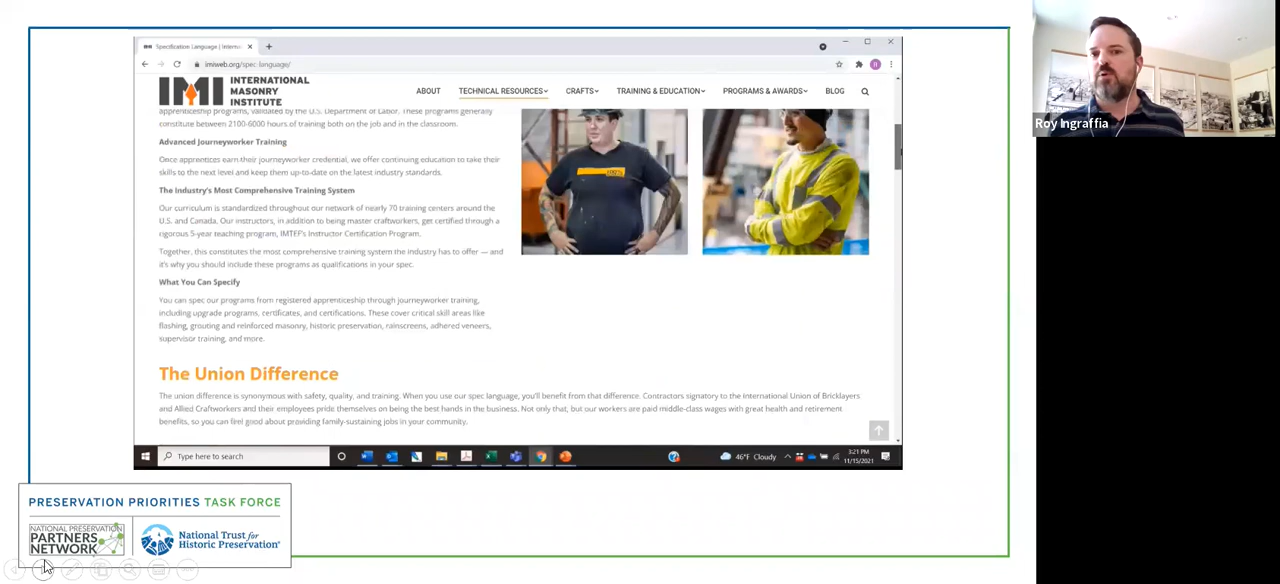 Specification Language | Interna
imiweb.org/spec-language/
IMI INTERNATIONAL
MASONRY
INSTITUTE
ABOUT TECHNICAL RESOURCES CRAFTS TRAINING & EDUCATION PROGRAMS & AWARDS BLOG
apprenticeship programs, validated by the U.S. Department of Labor. These programs generally
constitute between 2100-6000 hours of training both on the job and in the classroom.
Advanced Journeyworker Training
Once apprentices earn their journeyworker credential, we offer continuing education to take their
skills to the next level and keep them up-to-date on the latest industry standards.
The Industry's Most Comprehensive Training System
Our curriculum is standardized throughout our network of nearly 70 training centers around the
U.S. and Canada. Our instructors, in addition to being master craftworkers, get certified through a
rigorous 5-year teaching program, IMTEF's Instructor Certification Program.
Together, this constitutes the most comprehensive training system the industry has to offer — and
it's why you should include these programs as qualifications in your spec.
What You Can Specify
You can spec our programs from registered apprenticeship through journeyworker training,
including upgrade programs, certificates, and certifications. These cover critical skill areas like
flashing, grouting and reinforced masonry, historic preservation, rainscreens, adhered veneers,
supervisor training, and more.
The Union Difference
The union difference is synonymous with safety, quality, and training. When you use our spec language, you'll benefit from that difference. Contractors signatory to the International Union of Bricklayers
and Allied Craftworkers and their employees pride themselves on being the best hands in the business. Not only that, but our workers are paid middle-class wages with great health and retirement
benefits, so you can feel good about providing family-sustaining jobs in your community.
Type here to search
46°F Cloudy
3:21 PM
11/15/2021
Roy Ingraffia
PRESERVATION PRIORITIES TASK FORCE
NATIONAL PRESERVATION
PARTNERS
NETWORK
National Trust for
Historic Preservation®